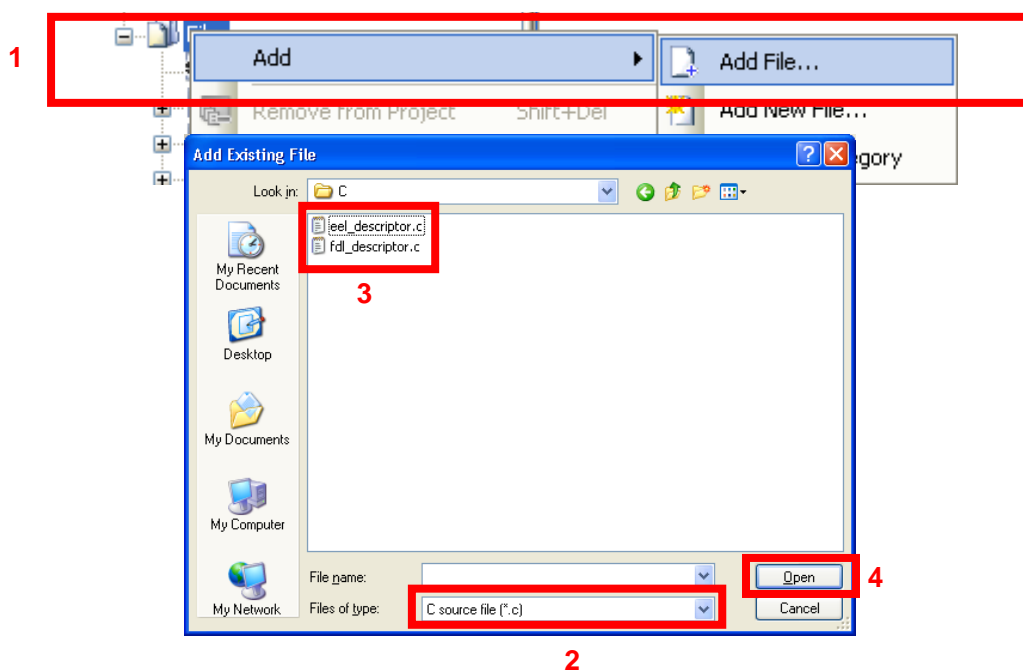 1
Add
Add File...
Remove from Project Shift+Del
Add New File...
egory
Add Existing File
Look in: C
eel_descriptor.c
fdl_descriptor.c
3
My Recent Documents
Desktop
My Documents
My Computer
My Network
File name:
Open
4
Files of type: C source file (*.c)
Cancel
2